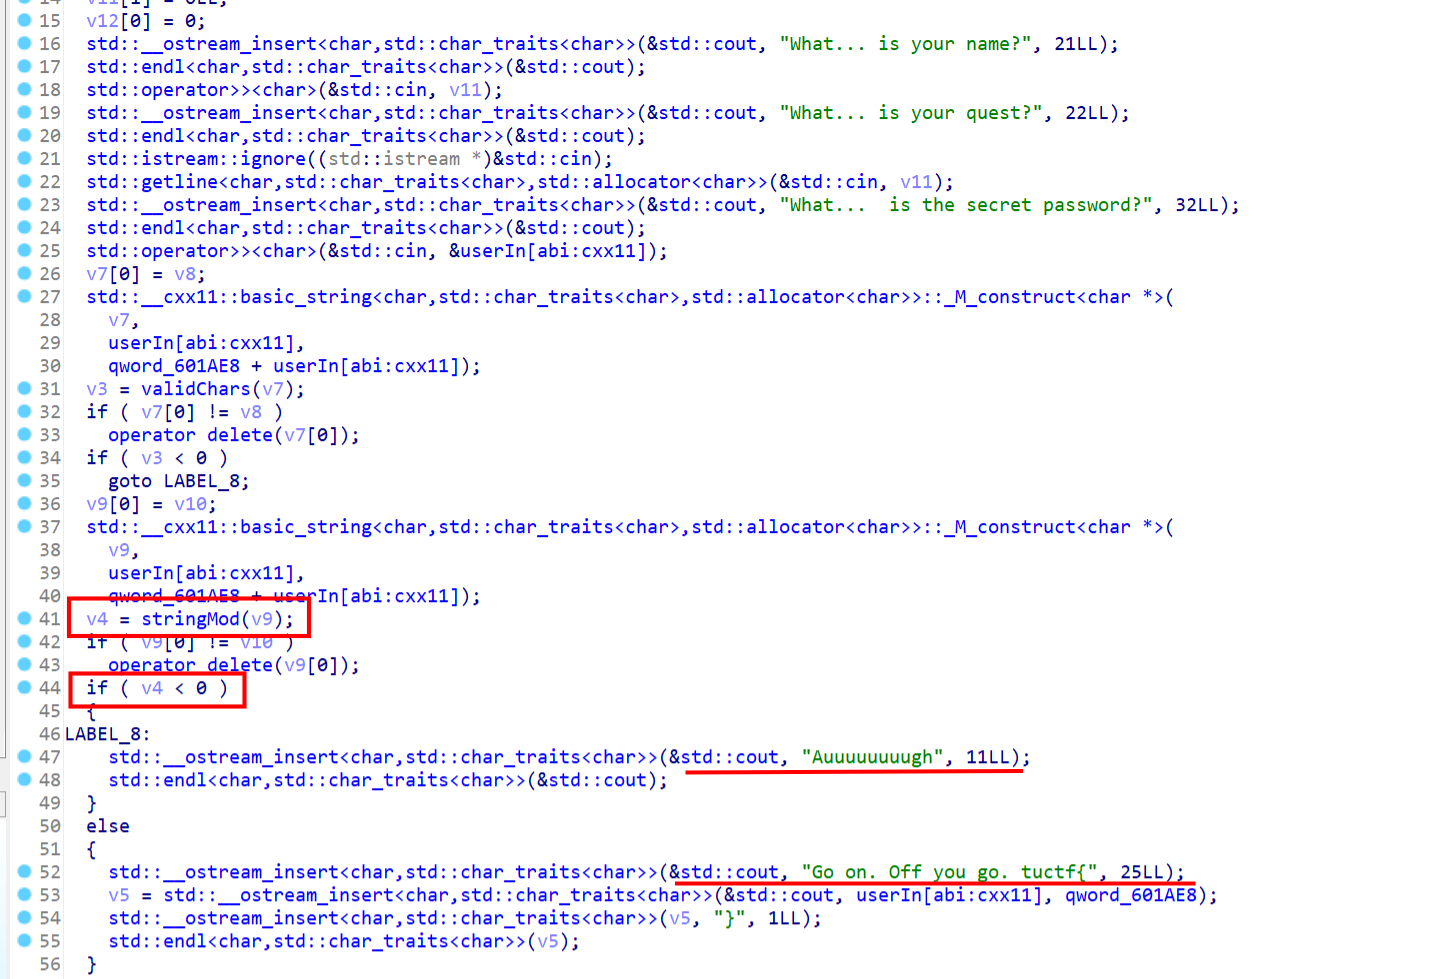 14   v11[1] = 0LL;
15   v12[0] = 0;
16   std::__ostream_insert<char,std::char_traits<char>>(&std::cout, "What... is your name?", 21LL);
17   std::endl<char,std::char_traits<char>>(&std::cout);
18   std::operator>><char>(&std::cin, v11);
19   std::__ostream_insert<char,std::char_traits<char>>(&std::cout, "What... is your quest?", 22LL);
20   std::endl<char,std::char_traits<char>>(&std::cout);
21   std::istream::ignore((std::istream *)&std::cin);
22   std::getline<char,std::char_traits<char>,std::allocator<char>>(&std::cin, v11);
23   std::__ostream_insert<char,std::char_traits<char>>(&std::cout, "What...  is the secret password?", 32LL);
24   std::endl<char,std::char_traits<char>>(&std::cout);
25   std::operator>><char>(&std::cin, &userIn[abi:cxx11]);
26   v7[0] = v8;
27   std::__cxx11::basic_string<char,std::char_traits<char>,std::allocator<char>>::_M_construct<char *>(
28     v7,
29     userIn[abi:cxx11],
30     qword_601AE8 + userIn[abi:cxx11]);
31   v3 = validChars(v7);
32   if ( v7[0] != v8 )
33     operator delete(v7[0]);
34   if ( v3 < 0 )
35     goto LABEL_8;
36   v9[0] = v10;
37   std::__cxx11::basic_string<char,std::char_traits<char>,std::allocator<char>>::_M_construct<char *>(
38     v9,
39     userIn[abi:cxx11],
40     qword_601AE8 + userIn[abi:cxx11]);
41   v4 = stringMod(v9);
42   if ( v9[0] != v10 )
43     operator delete(v9[0]);
44   if ( v4 < 0 )
45   {
46 LABEL_8:
47     std::__ostream_insert<char,std::char_traits<char>>(&std::cout, "Auuuuuuuugh", 11LL);
48     std::endl<char,std::char_traits<char>>(&std::cout);
49   }
50   else
51   {
52     std::__ostream_insert<char,std::char_traits<char>>(&std::cout, "Go on. Off you go. tuctf{", 25LL);
53     v5 = std::__ostream_insert<char,std::char_traits<char>>(&std::cout, userIn[abi:cxx11], qword_601AE8);
54     std::__ostream_insert<char,std::char_traits<char>>(v5, "}", 1LL);
55     std::endl<char,std::char_traits<char>>(v5);
56   }